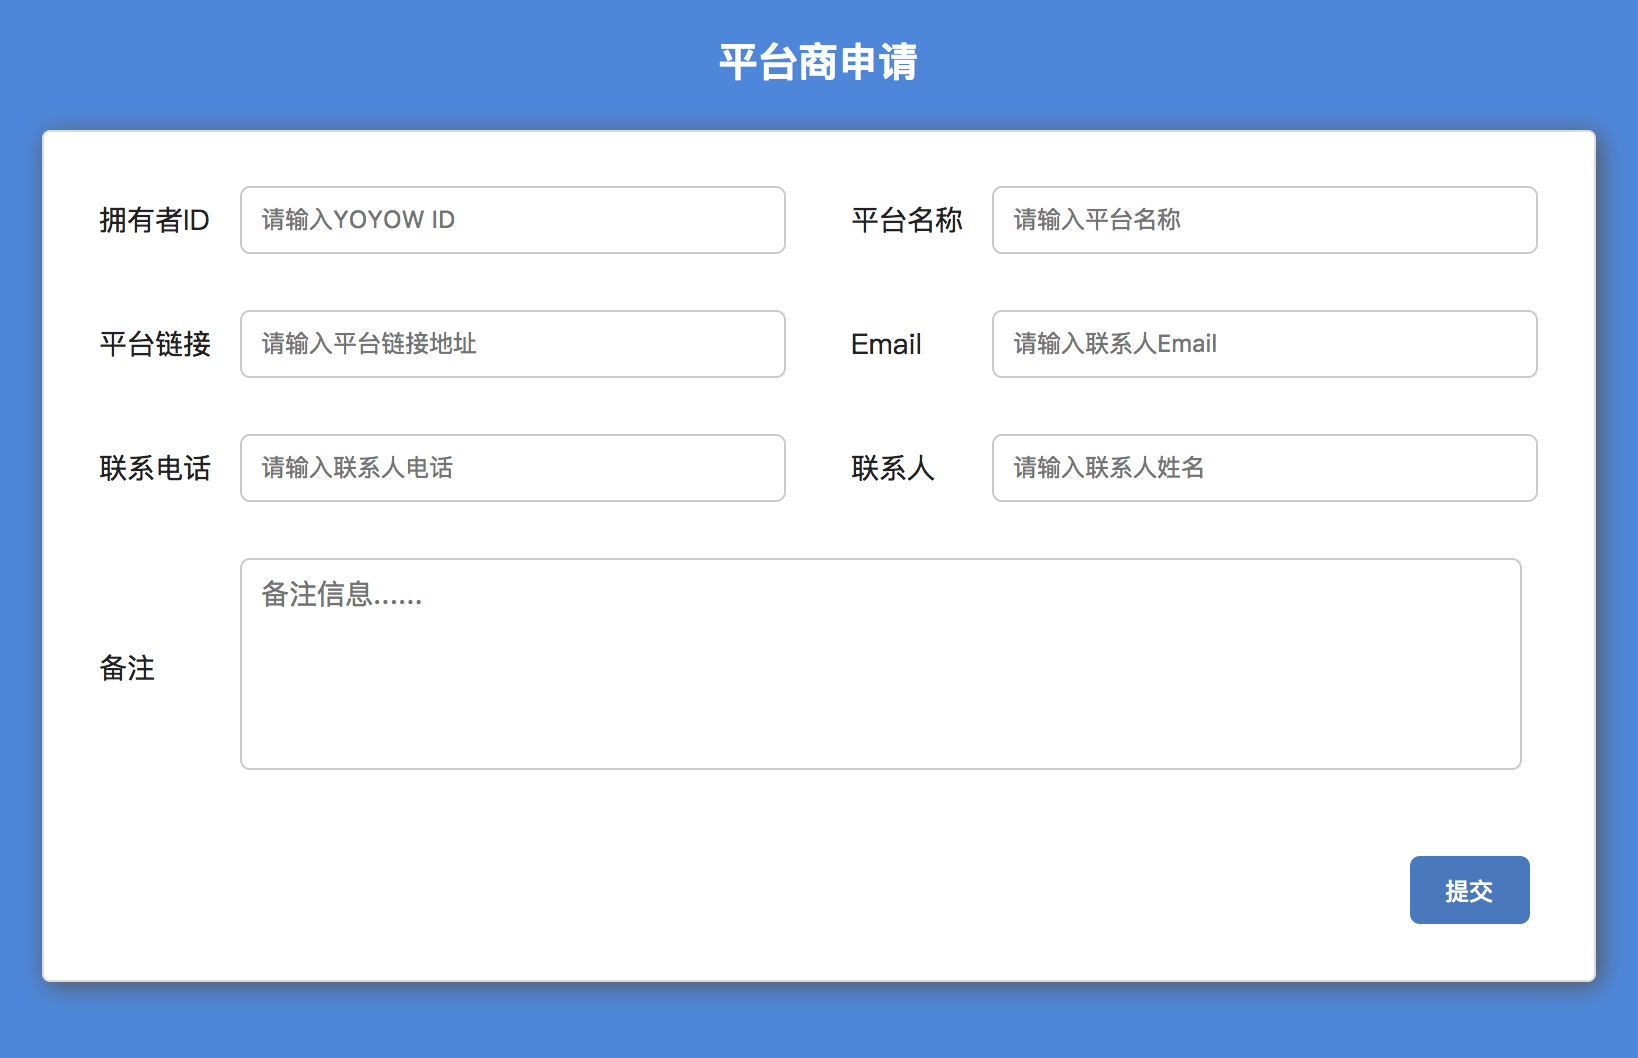 平台商申请
拥有者ID 请输入YOYOW ID 平台名称 请输入平台名称
平台链接 请输入平台链接地址 Email 请输入联系人Email
联系电话 请输入联系人电话 联系人 请输入联系人姓名
备注信息......
备注
提交